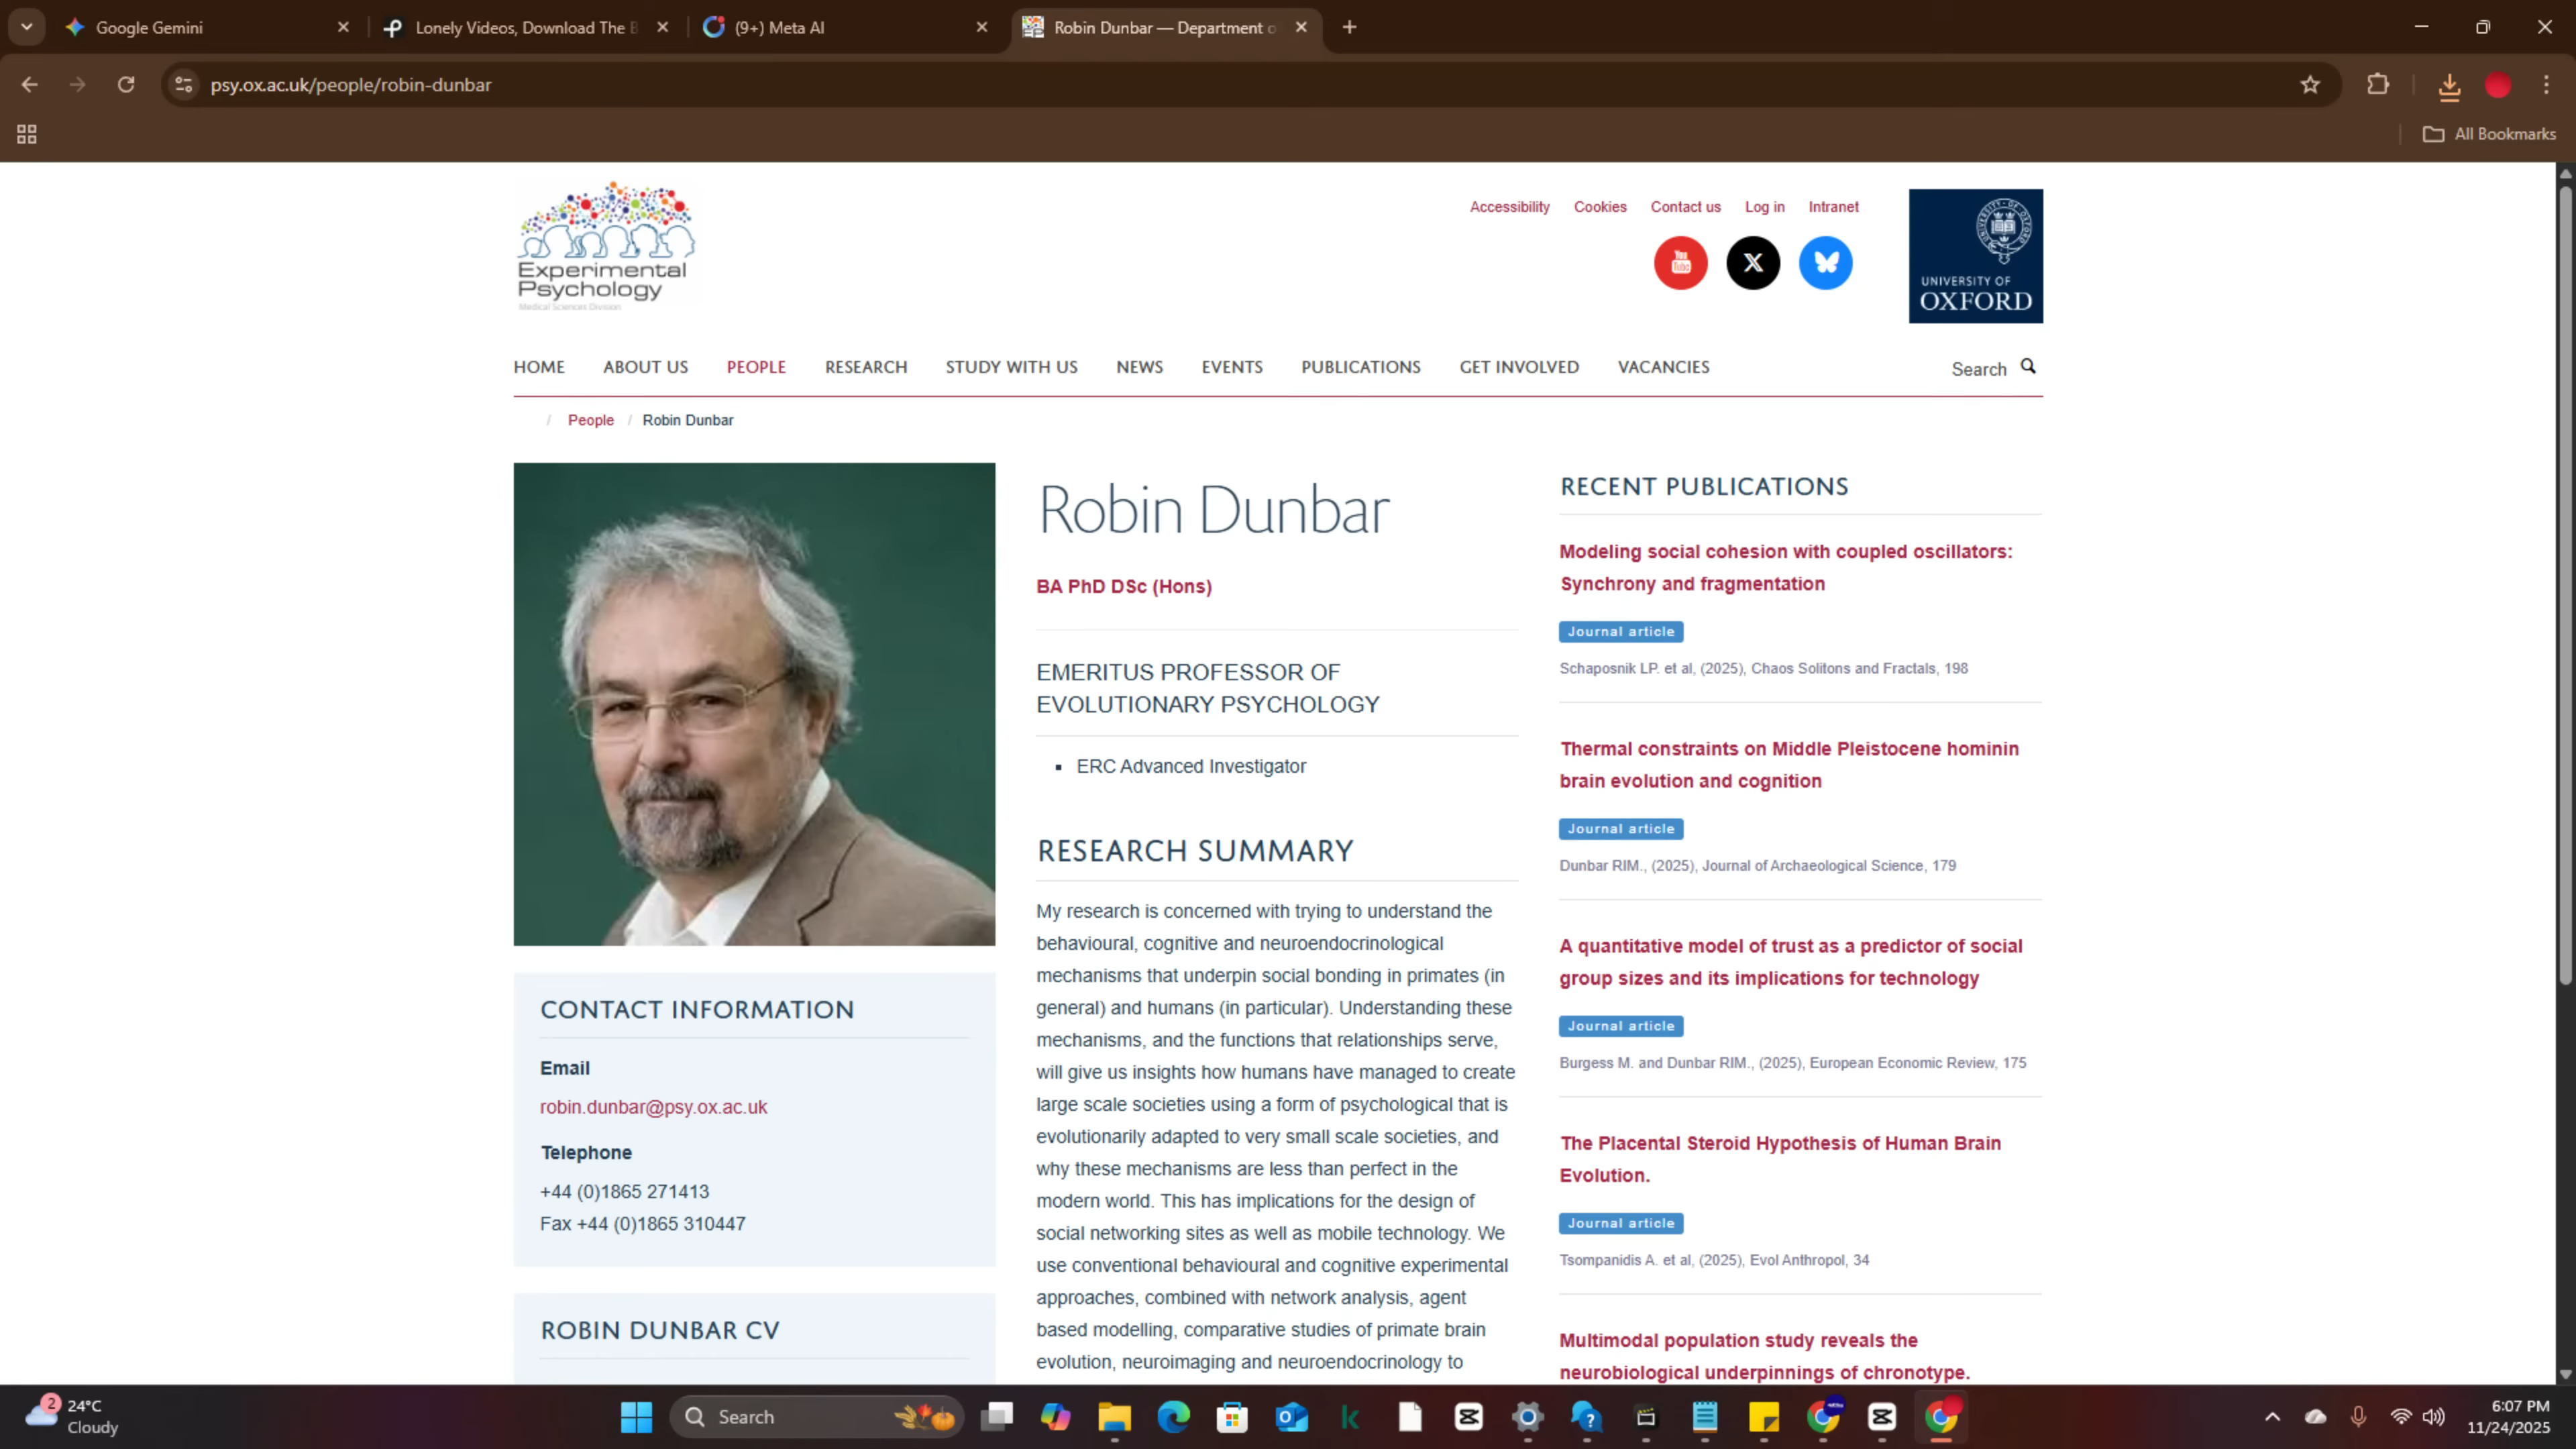 Google Gemini
Lonely Videos, Download The B
(9+) Meta AI
Robin Dunbar — Department o
psy.ox.ac.uk/people/robin-dunbar
All Bookmarks
Experimental
Psychology
Medical Sciences Division
Accessibility Cookies Contact us Log in Intranet
You
Tube
X
UNIVERSITY OF
OXFORD
HOME ABOUT US PEOPLE RESEARCH STUDY WITH US NEWS EVENTS PUBLICATIONS GET INVOLVED VACANCIES Search
/ People / Robin Dunbar
Robin Dunbar
BA PhD DSc (Hons)
EMERITUS PROFESSOR OF
EVOLUTIONARY PSYCHOLOGY
▪ ERC Advanced Investigator
RESEARCH SUMMARY
My research is concerned with trying to understand the
behavioural, cognitive and neuroendocrinological
mechanisms that underpin social bonding in primates (in
general) and humans (in particular). Understanding these
mechanisms, and the functions that relationships serve,
will give us insights how humans have managed to create
large scale societies using a form of psychological that is
evolutionarily adapted to very small scale societies, and
why these mechanisms are less than perfect in the
modern world. This has implications for the design of
social networking sites as well as mobile technology. We
use conventional behavioural and cognitive experimental
approaches, combined with network analysis, agent
based modelling, comparative studies of primate brain
evolution, neuroimaging and neuroendocrinology to
CONTACT INFORMATION
Email
robin.dunbar@psy.ox.ac.uk
Telephone
+44 (0)1865 271413
Fax +44 (0)1865 310447
ROBIN DUNBAR CV
RECENT PUBLICATIONS
Modeling social cohesion with coupled oscillators:
Synchrony and fragmentation
Journal article
Schaposnik LP. et al, (2025), Chaos Solitons and Fractals, 198
Thermal constraints on Middle Pleistocene hominin
brain evolution and cognition
Journal article
Dunbar RIM., (2025), Journal of Archaeological Science, 179
A quantitative model of trust as a predictor of social
group sizes and its implications for technology
Journal article
Burgess M. and Dunbar RIM., (2025), European Economic Review, 175
The Placental Steroid Hypothesis of Human Brain
Evolution.
Journal article
Tsompanidis A. et al, (2025), Evol Anthropol, 34
Multimodal population study reveals the
neurobiological underpinnings of chronotype.
2
24°C
Cloudy
Search
6:07 PM
11/24/2025